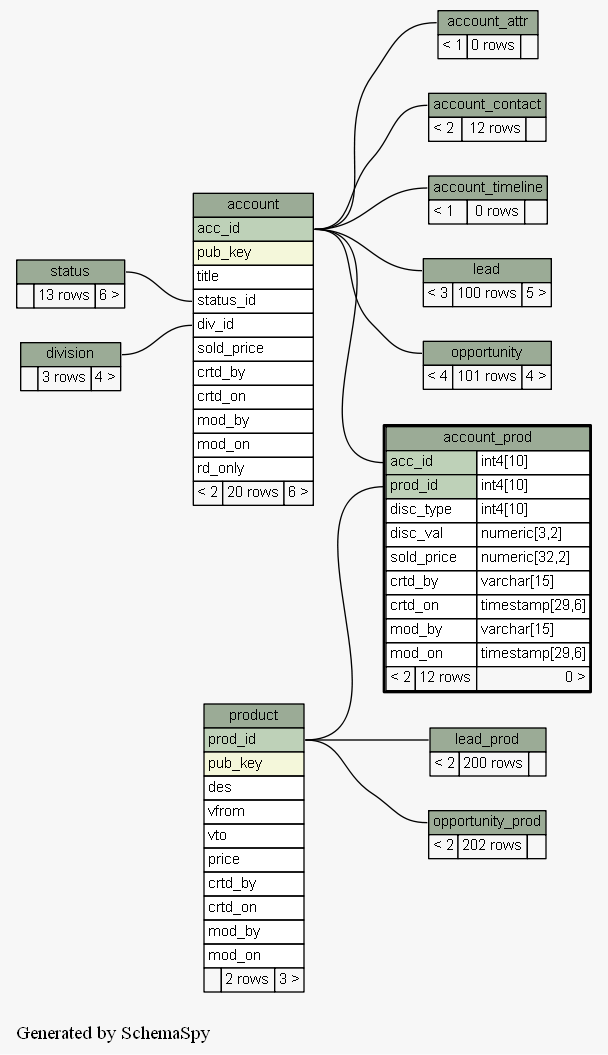 account_attr
< 1 0 rows
account_contact
< 2 12 rows
account_timeline
< 1 0 rows
lead
< 3 100 rows 5 >
opportunity
< 4 101 rows 4 >
account
acc_id
pub_key
title
status_id
div_id
sold_price
crtd_by
crtd_on
mod_by
mod_on
rd_only
< 2 20 rows 6 >
status
13 rows 6 >
division
3 rows 4 >
account_prod
acc_id int4[10]
prod_id int4[10]
disc_type int4[10]
disc_val numeric[3,2]
sold_price numeric[32,2]
crtd_by varchar[15]
crtd_on timestamp[29,6]
mod_by varchar[15]
mod_on timestamp[29,6]
< 2 12 rows 0 >
product
prod_id
pub_key
des
vfrom
vto
price
crtd_by
crtd_on
mod_by
mod_on
2 rows 3 >
lead_prod
< 2 200 rows
opportunity_prod
< 2 202 rows
Generated by SchemaSpy